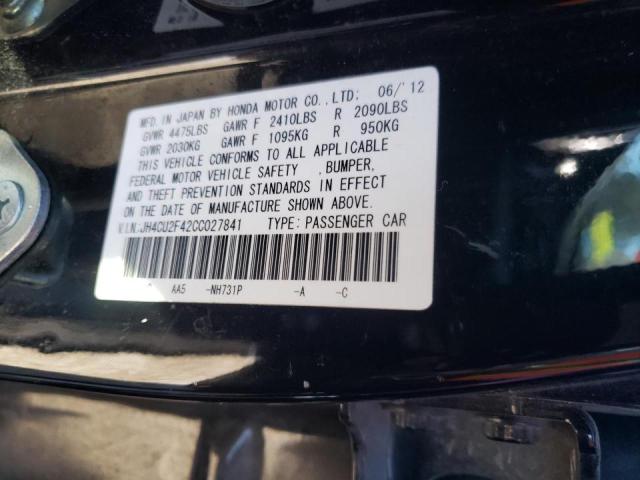 MFD. IN JAPAN BY HONDA MOTOR CO., LTD: 06/'12
GVWR 4475LBS GAWR F 2410LBS R 2090LBS
GVWR 2030KG GAWR F 1095KG R 950KG
THIS VEHICLE CONFORMS TO ALL APPLICABLE
FEDERAL MOTOR VEHICLE SAFETY , BUMPER,
AND THEFT PREVENTION STANDARDS IN EFFECT
ON THE DATE OF MANUFACTURE SHOWN ABOVE.
V.I.N:JH4CU2F42CC027841 TYPE: PASSENGER CAR
AA5 -NH731P -A -C